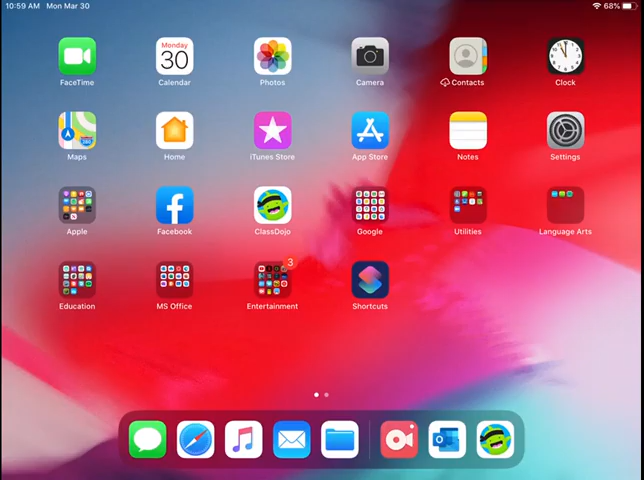 10:59 AM Mon Mar 30
68%
FaceTime
Monday
30
Calendar
Photos
Camera
Contacts
Clock
Maps
Home
iTunes Store
App Store
Notes
Settings
Apple
Facebook
ClassDojo
Google
Utilities
Language Arts
3
Education
MS Office
Entertainment
Shortcuts